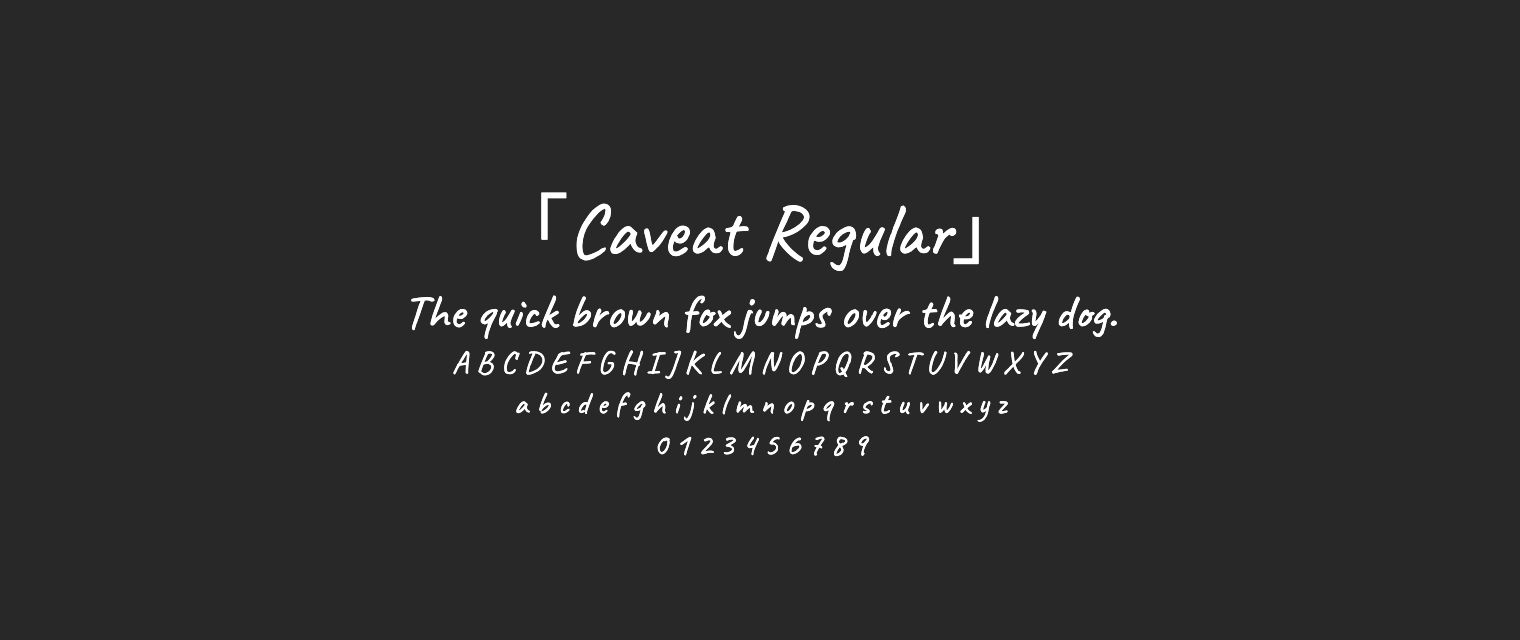 「Caveat Regular」
The quick brown fox jumps over the lazy dog.
A B C D E F G H I J K L M N O P Q R S T U V W X Y Z
a b c d e f g h i j k l m n o p q r s t u v w x y z
0 1 2 3 4 5 6 7 8 9